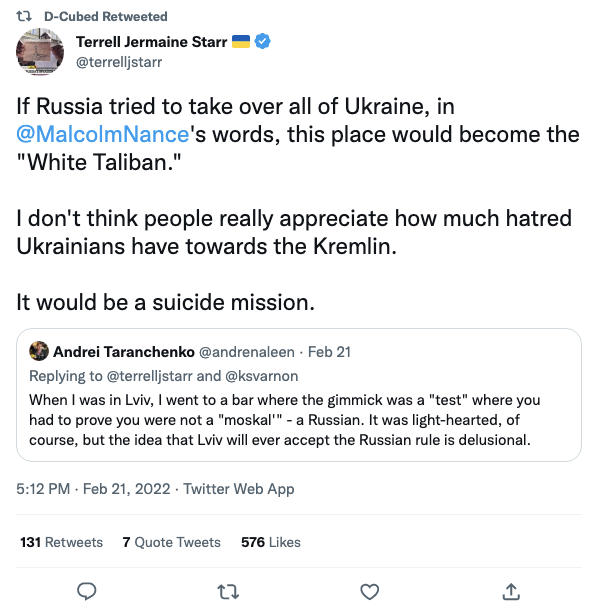 D-Cubed Retweeted
Terrell Jermaine Starr 🇺🇦
@terrelljstarr
If Russia tried to take over all of Ukraine, in
@MalcolmNance's words, this place would become the
"White Taliban."
I don't think people really appreciate how much hatred
Ukrainians have towards the Kremlin.
It would be a suicide mission.
Andrei Taranchenko @andrenaleen · Feb 21
Replying to @terrelljstarr and @ksvarnon
When I was in Lviv, I went to a bar where the gimmick was a "test" where you
had to prove you were not a "moskal'" - a Russian. It was light-hearted, of
course, but the idea that Lviv will ever accept the Russian rule is delusional.
5:12 PM · Feb 21, 2022 · Twitter Web App
131 Retweets 7 Quote Tweets 576 Likes